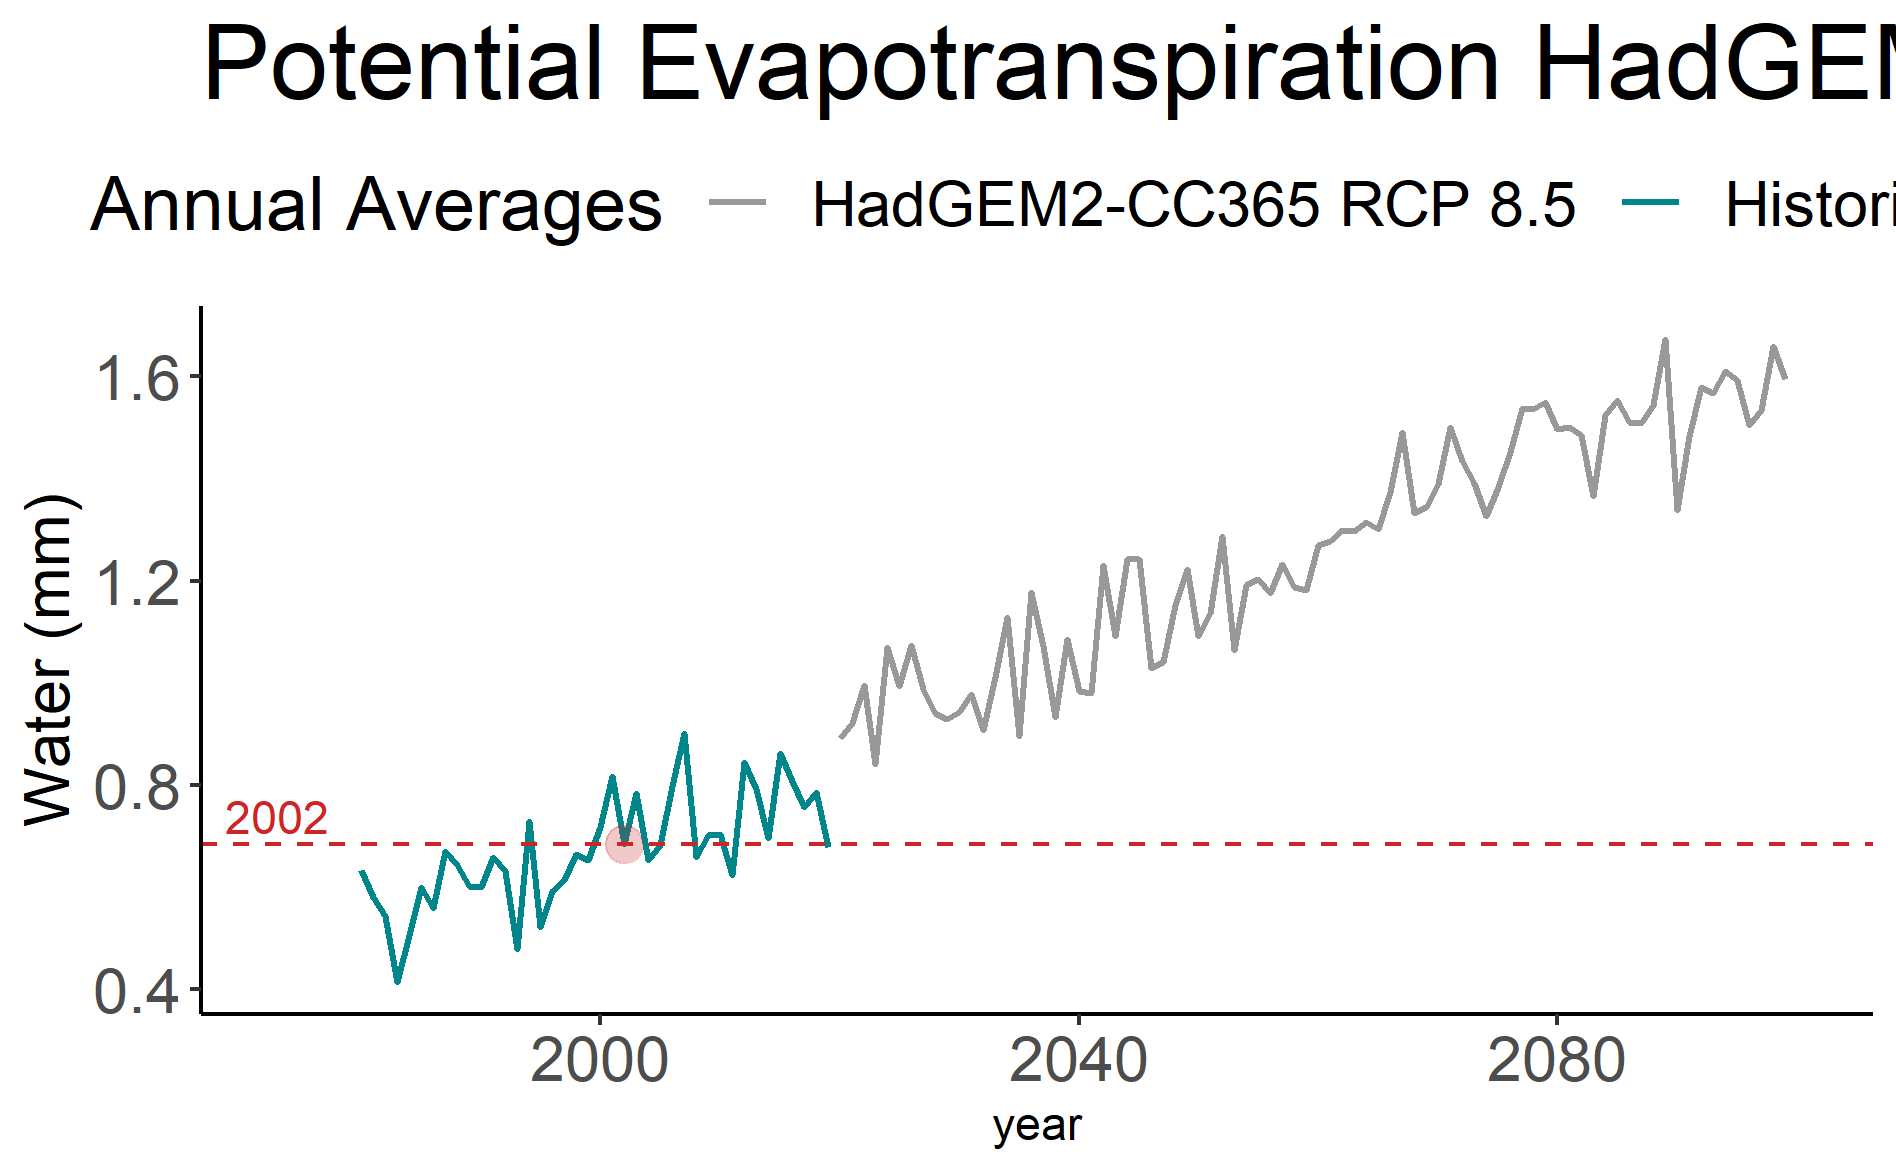 Potential Evapotranspiration HadGEM
Annual Averages HadGEM2-CC365 RCP 8.5 Histori
1.6
1.2
0.8
0.4
Water (mm)
2002
2000 2040 2080
year